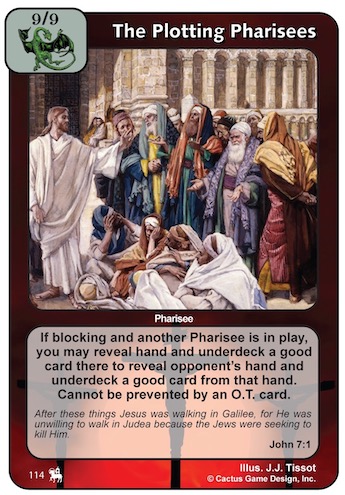 9/9
The Plotting Pharisees
Pharisee
If blocking and another Pharisee is in play,
you may reveal hand and underdeck a good
card there to reveal opponent's hand and
underdeck a good card from that hand.
Cannot be prevented by an O.T. card.
After these things Jesus was walking in Galilee, for He was
unwilling to walk in Judea because the Jews were seeking to
kill Him.
John 7:1
Illus. J.J. Tissot
114
© Cactus Game Design, Inc.